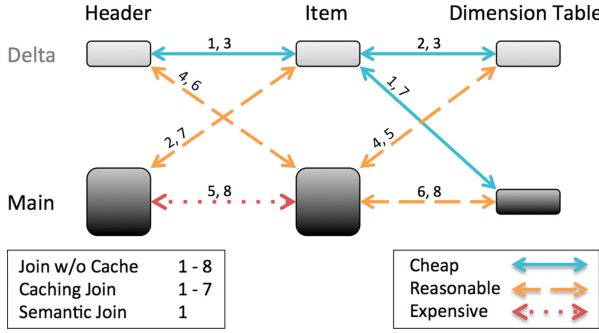 Header Item Dimension Table
Delta
1, 3 2, 3
4, 6 1, 7
2, 7 4, 5
Main 5, 8 6, 8
Join w/o Cache 1 - 8
Caching Join 1 - 7
Semantic Join 1
Cheap
Reasonable
Expensive